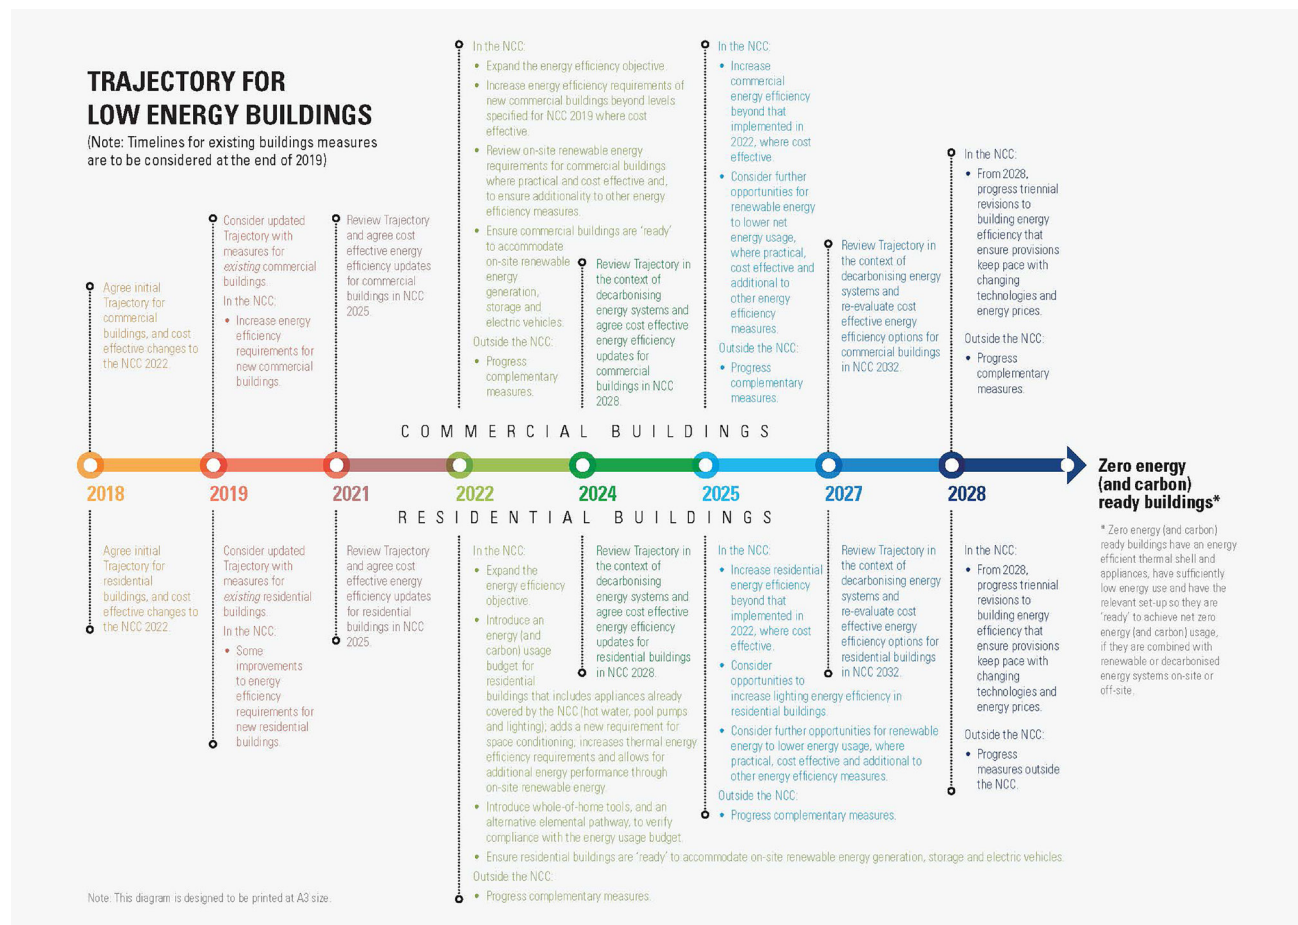 TRAJECTORY FOR
LOW ENERGY BUILDINGS
(Note: Timelines for existing buildings measures
are to be considered at the end of 2019)
Agree initial
Trajectory for
commercial
buildings, and cost
effective changes to
the NCC 2022.
Consider updated
Trajectory with
measures for
existing commercial
buildings.
In the NCC:
• Increase energy
efficiency
requirements for
new commercial
buildings.
Review Trajectory
and agree cost
effective energy
efficiency updates
for commercial
buildings in NCC
2025.
In the NCC:
• Expand the energy efficiency objective.
• Increase energy efficiency requirements of
new commercial buildings beyond levels
specified for NCC 2019 where cost
effective.
• Review on-site renewable energy
requirements for commercial buildings
where practical and cost effective and,
to ensure additionality to other energy
efficiency measures.
• Ensure commercial buildings are ‘ready’
to accommodate
on-site renewable
energy
generation,
storage and
electric vehicles.
Outside the NCC:
• Progress
complementary
measures.
Review Trajectory in
the context of
decarbonising
energy systems and
agree cost effective
energy efficiency
updates for
commercial
buildings in NCC
2028.
In the NCC:
• Increase
commercial
energy efficiency
beyond that
implemented in
2022, where cost
effective.
• Consider further
opportunities for
renewable energy
to lower net
energy usage,
where practical,
cost effective and
additional to
other energy
efficiency
measures.
Outside the NCC:
• Progress
complementary
measures.
Review Trajectory in
the context of
decarbonising energy
systems and
re-evaluate cost
effective energy
efficiency options for
commercial buildings
in NCC 2032.
In the NCC:
• From 2028,
progress triennial
revisions to
building energy
efficiency that
ensure provisions
keep pace with
changing
technologies and
energy prices.
Outside the NCC:
• Progress
complementary
measures.
COMMERCIAL BUILDINGS
2018
2019
2021
2022
2024
2025
2027
2028
Zero energy
(and carbon)
ready buildings*
* Zero energy (and carbon)
ready buildings have an energy
efficient thermal shell and
appliances, have sufficiently
low energy use and have the
relevant set-up so they are
‘ready’ to achieve net zero
energy (and carbon) usage,
if they are combined with
renewable or decarbonised
energy systems on-site or
off-site.
RESIDENTIAL BUILDINGS
Agree initial
Trajectory for
residential
buildings, and cost
effective changes to
the NCC 2022.
Consider updated
Trajectory with
measures for
existing residential
buildings.
In the NCC:
• Some
improvements
to energy
efficiency
requirements for
new residential
buildings.
Review Trajectory
and agree cost
effective energy
efficiency updates
for residential
buildings in NCC
2025.
In the NCC:
• Expand the
energy efficiency
objective.
• Introduce an
energy (and
carbon) usage
budget for
residential
buildings that includes appliances already
covered by the NCC (hot water, pool pumps
and lighting); adds a new requirement for
space conditioning; increases thermal energy
efficiency requirements and allows for
additional energy performance through
on-site renewable energy.
• Introduce whole-of-home tools, and an
alternative elemental pathway, to verify
compliance with the energy usage budget.
• Ensure residential buildings are ‘ready’ to accommodate on-site renewable energy generation, storage and electric vehicles.
Outside the NCC:
• Progress complementary measures.
Review Trajectory in
the context of
decarbonising
energy systems and
agree cost effective
energy efficiency
updates for
residential buildings
in NCC 2028.
In the NCC:
• Increase residential
energy efficiency
beyond that
implemented in
2022, where cost
effective.
• Consider
opportunities to
increase lighting energy efficiency in
residential buildings.
• Consider further opportunities for renewable
energy to lower energy usage, where
practical, cost effective and additional to
other energy efficiency measures.
Outside the NCC:
• Progress complementary measures.
Review Trajectory in
the context of
decarbonising energy
systems and
re-evaluate cost
effective energy
efficiency options for
residential buildings
in NCC 2032.
In the NCC:
• From 2028,
progress triennial
revisions to
building energy
efficiency that
ensure provisions
keep pace with
changing
technologies and
energy prices.
Outside the NCC:
• Progress
measures outside
the NCC.
Note: This diagram is designed to be printed at A3 size.